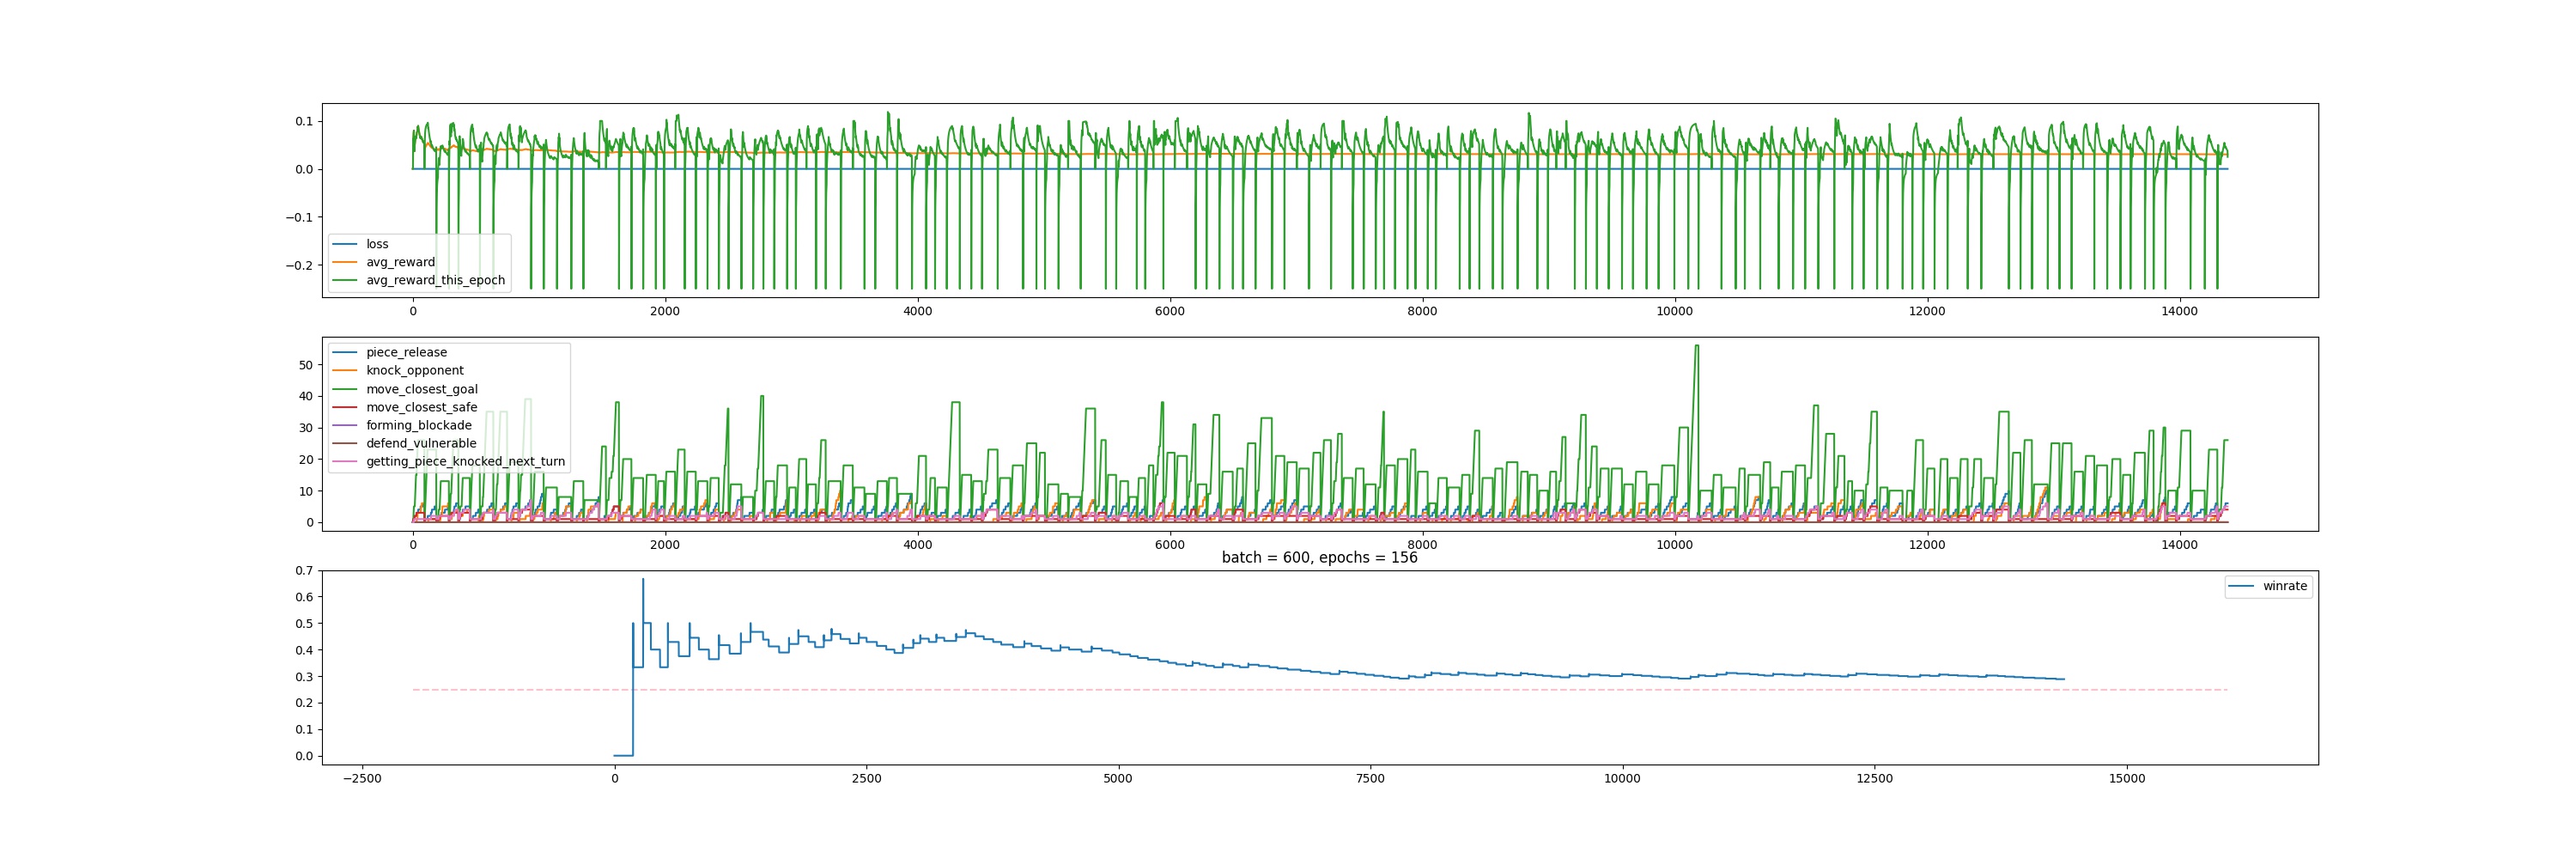 0.1
0.0
−0.1
−0.2
loss
avg_reward
avg_reward_this_epoch
0 2000 4000 6000 8000 10000 12000 14000
50
40
30
20
10
0
piece_release
knock_opponent
move_closest_goal
move_closest_safe
forming_blockade
defend_vulnerable
getting_piece_knocked_next_turn
0 2000 4000 6000 8000 10000 12000 14000
batch = 600, epochs = 156
0.7
0.6
0.5
0.4
0.3
0.2
0.1
0.0
winrate
−2500 0 2500 5000 7500 10000 12500 15000